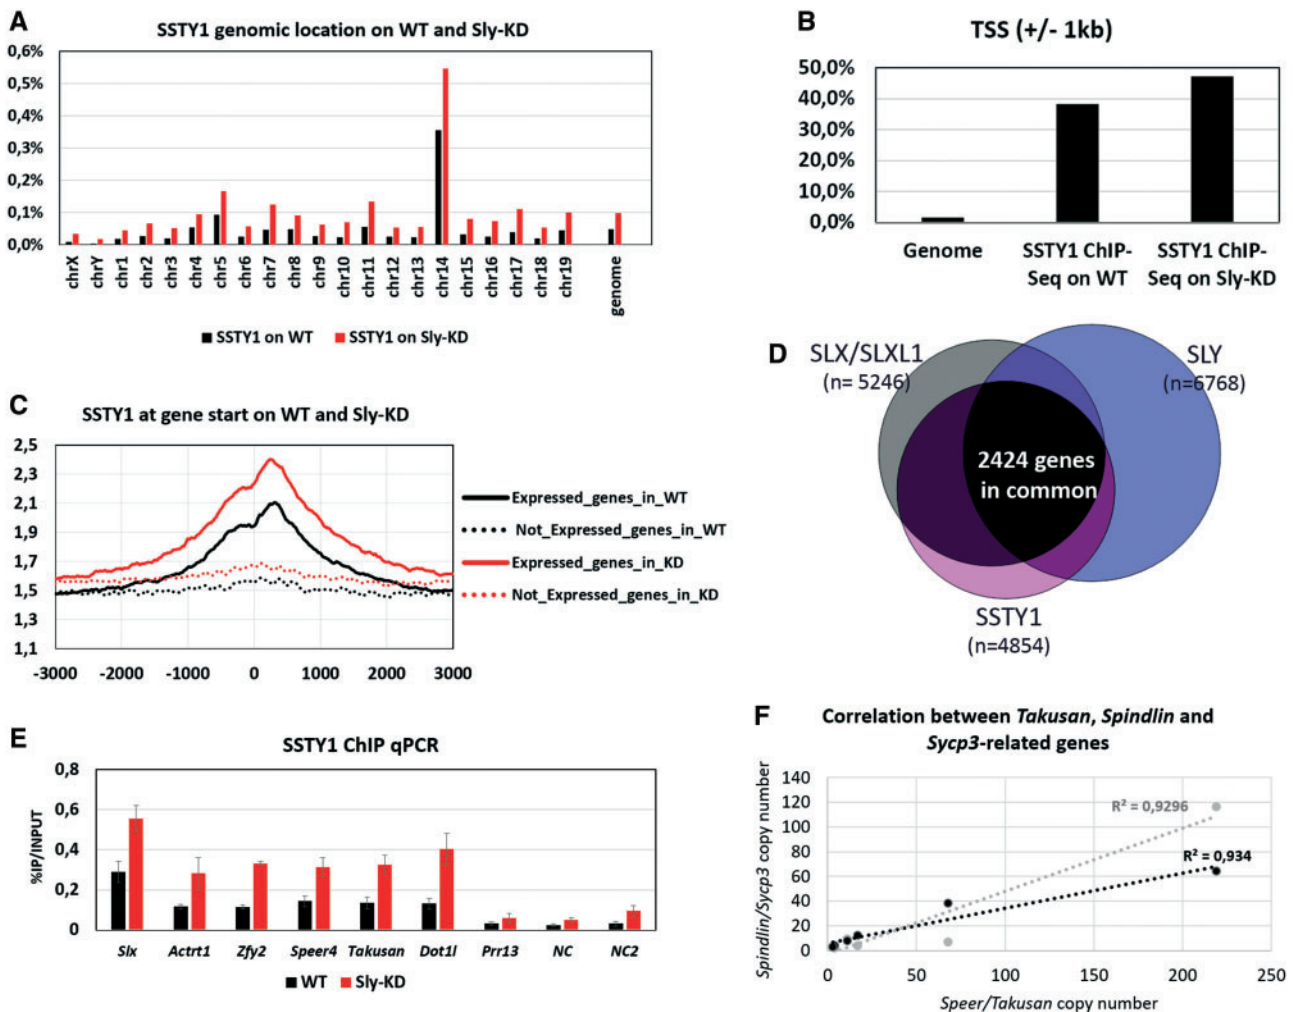 A
SSTY1 genomic location on WT and Sly-KD
0,6%
0,5%
0,4%
0,3%
0,2%
0,1%
0,0%
chrX
chrY
chr1
chr2
chr3
chr4
chr5
chr6
chr7
chr8
chr9
chr10
chr11
chr12
chr13
chr14
chr15
chr16
chr17
chr18
chr19
genome
SSTY1 on WT
SSTY1 on Sly-KD
B
TSS (+/- 1kb)
50,0%
40,0%
30,0%
20,0%
10,0%
0,0%
Genome
SSTY1 ChIP-
Seq on WT
SSTY1 ChIP-
Seq on Sly-KD
C
SSTY1 at gene start on WT and Sly-KD
2,5
2,3
2,1
1,9
1,7
1,5
1,3
1,1
-3000
-2000
-1000
0
1000
2000
3000
Expressed_genes_in_WT
Not_Expressed_genes_in_WT
Expressed_genes_in_KD
Not_Expressed_genes_in_KD
D
SLX/SLXL1
(n= 5246)
SLY
(n=6768)
2424 genes
in common
SSTY1
(n=4854)
E
SSTY1 ChIP qPCR
%IP/INPUT
0,8
0,6
0,4
0,2
0
Slx
Actrt1
Zfy2
Speer4
Takusan
Dot1l
Prr13
NC
NC2
WT
Sly-KD
F
Correlation between Takusan, Spindlin and
Sycp3-related genes
Spindlin/Sycp3 copy number
140
120
100
80
60
40
20
0
R² = 0,9296
R² = 0,934
0
50
100
150
200
250
Speer/Takusan copy number